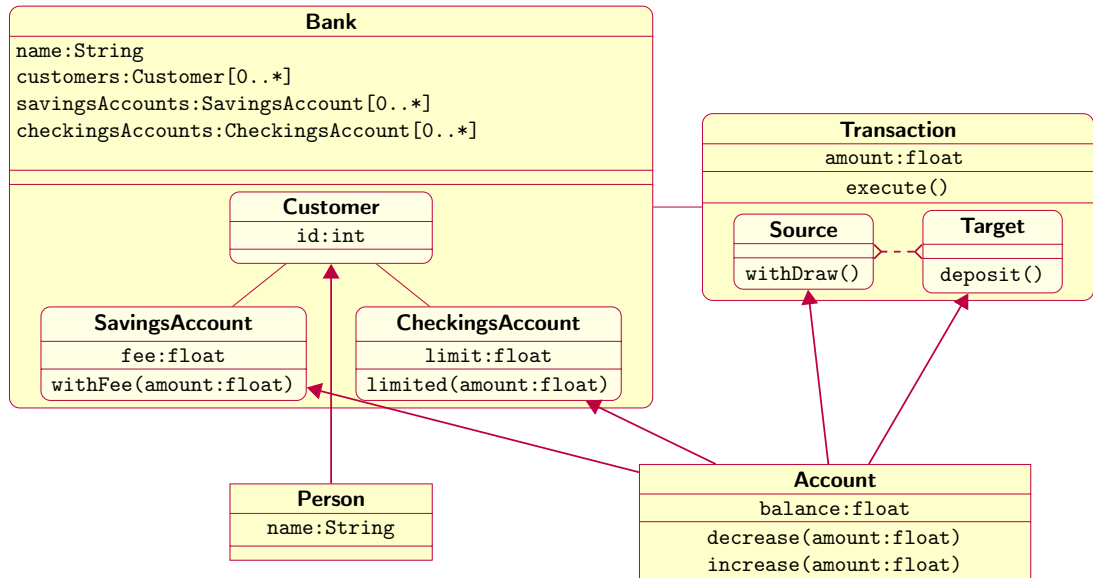 Bank
name:String
customers:Customer[0..*]
savingsAccounts:SavingsAccount[0..*]
checkingsAccounts:CheckingsAccount[0..*]
Customer
id:int
SavingsAccount
fee:float
withFee(amount:float)
CheckingsAccount
limit:float
limited(amount:float)
Transaction
amount:float
execute()
Source
withDraw()
Target
deposit()
Person
name:String
Account
balance:float
decrease(amount:float)
increase(amount:float)